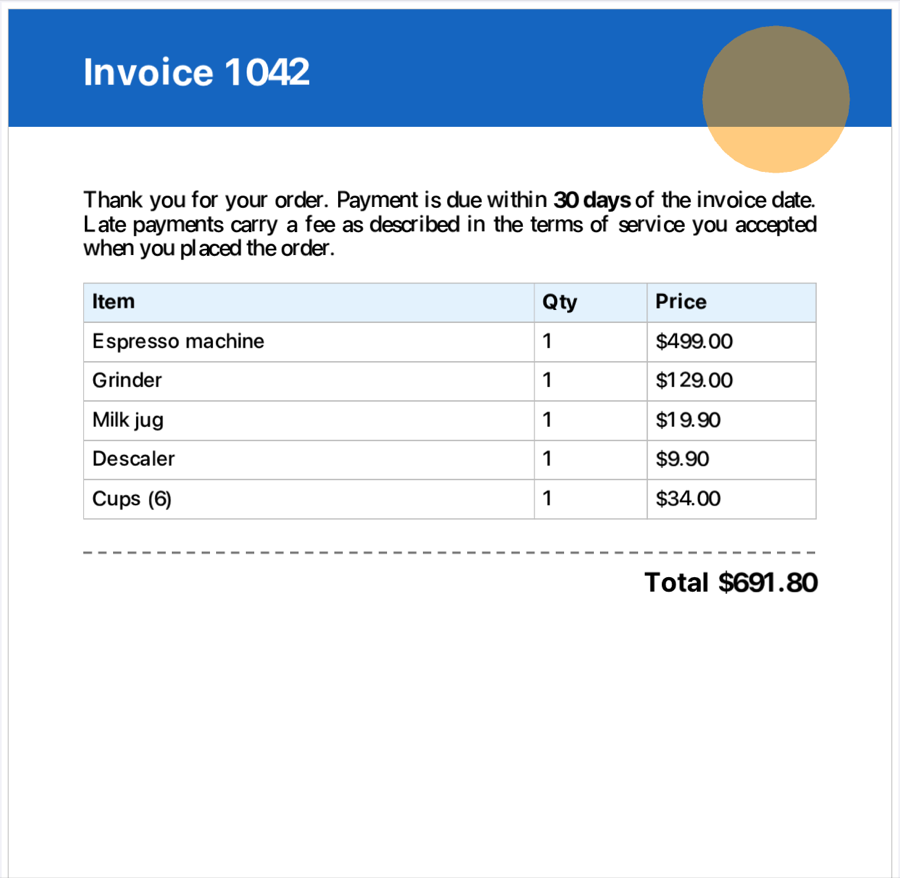 Invoice 1042
Thank you for your order. Payment is due within 30 days of the invoice date.
Late payments carry a fee as described in the terms of service you accepted
when you placed the order.
Item Qty Price
Espresso machine 1 $499.00
Grinder 1 $129.00
Milk jug 1 $19.90
Descaler 1 $9.90
Cups (6) 1 $34.00
Total $691.80